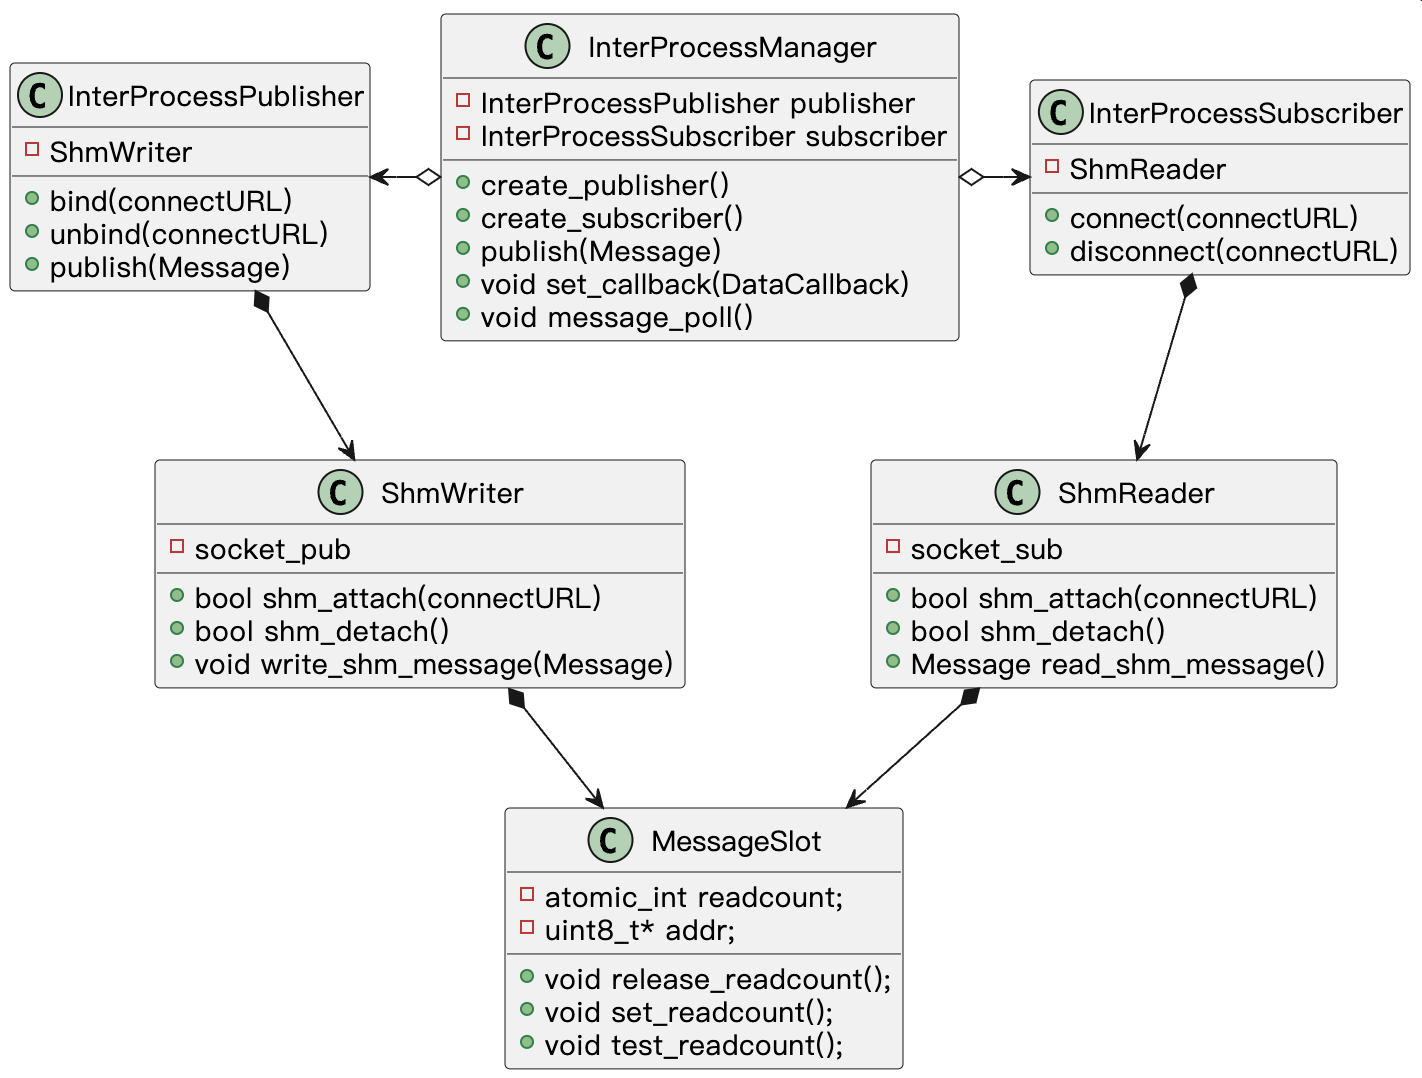 C InterProcessManager
InterProcessPublisher publisher
InterProcessSubscriber subscriber
create_publisher()
create_subscriber()
publish(Message)
void set_callback(DataCallback)
void message_poll()
C InterProcessPublisher
ShmWriter
bind(connectURL)
unbind(connectURL)
publish(Message)
C InterProcessSubscriber
ShmReader
connect(connectURL)
disconnect(connectURL)
C ShmWriter
socket_pub
bool shm_attach(connectURL)
bool shm_detach()
void write_shm_message(Message)
C ShmReader
socket_sub
bool shm_attach(connectURL)
bool shm_detach()
Message read_shm_message()
C MessageSlot
atomic_int readcount;
uint8_t* addr;
void release_readcount();
void set_readcount();
void test_readcount();